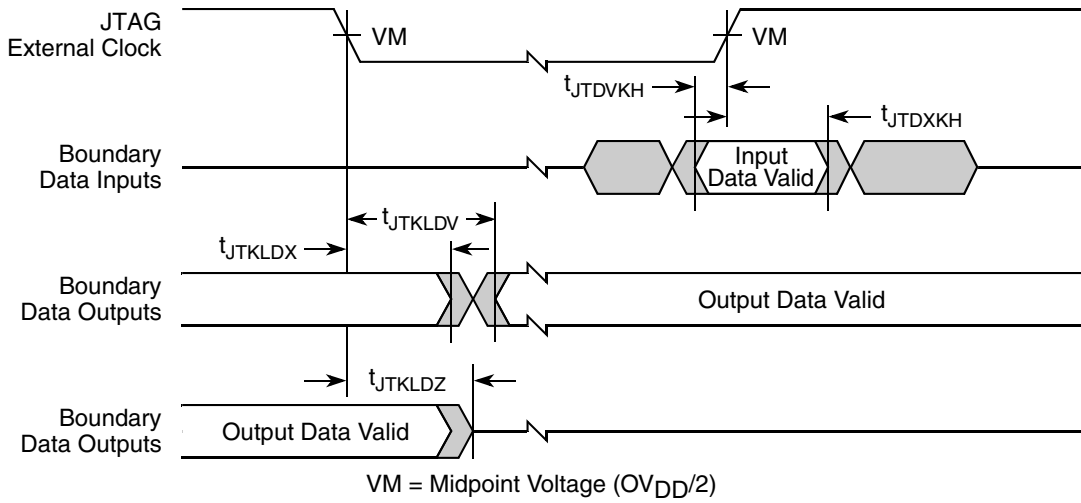 JTAG
External Clock
VM
VM
tJTDVKH
tJTDXKH
Boundary
Data Inputs
Input
Data Valid
tJTKLDV
tJTKLDX
Boundary
Data Outputs
Output Data Valid
tJTKLDZ
Boundary
Data Outputs
Output Data Valid
VM = Midpoint Voltage (OVDD/2)